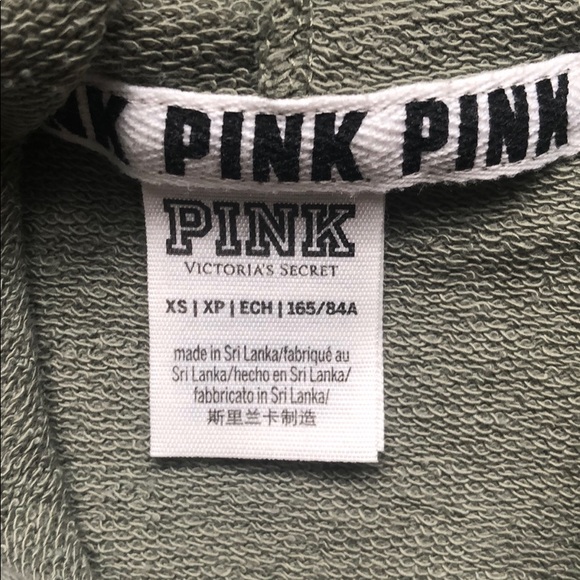 PINK PINK
PINK
VICTORIA'S SECRET
XS | XP | ECH | 165/84A
made in Sri Lanka/fabriqué au
Sri Lanka/hecho en Sri Lanka/
fabbricato in Sri Lanka/
斯里兰卡制造